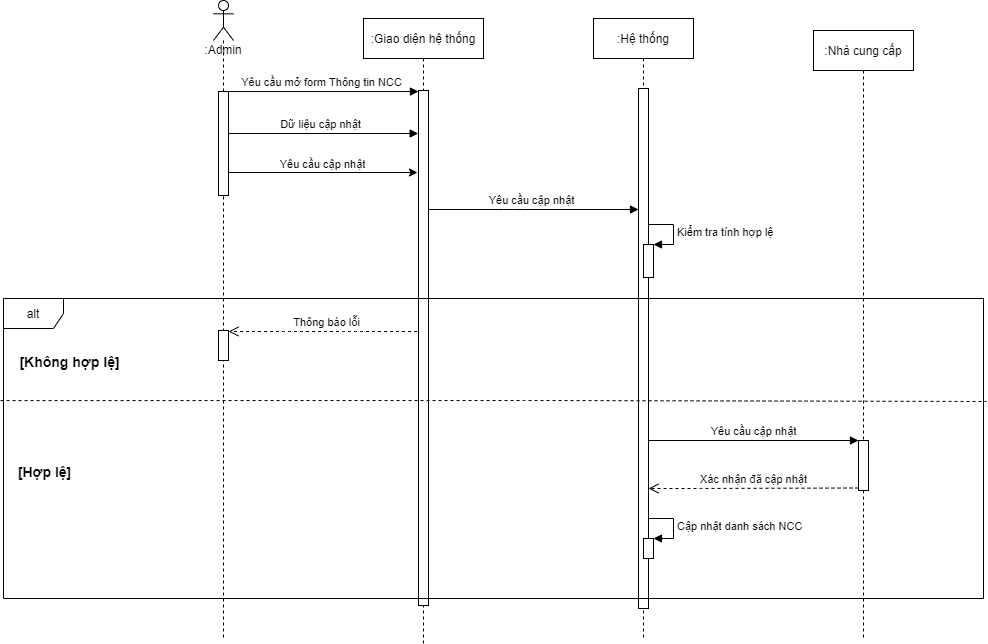 :Admin
:Giao diện hệ thống
:Hệ thống
:Nhà cung cấp
Yêu cầu mở form Thông tin NCC
Dữ liệu cập nhật
Yêu cầu cập nhật
Yêu cầu cập nhật
Kiểm tra tính hợp lệ
alt
Thông báo lỗi
[Không hợp lệ]
Yêu cầu cập nhật
[Hợp lệ]
Xác nhận đã cập nhật
Cập nhật danh sách NCC